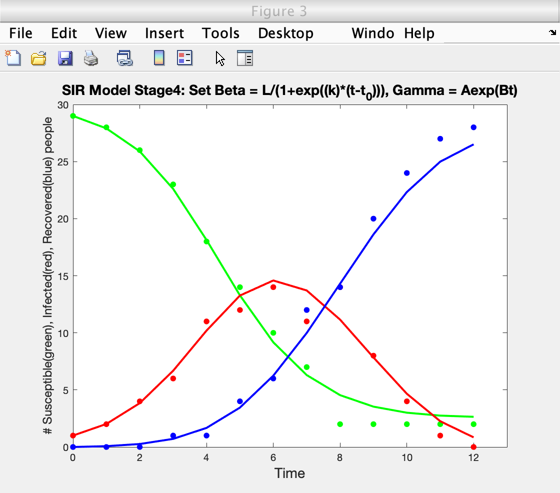 Figure 3
File Edit View Insert Tools Desktop Windo Help
SIR Model Stage4: Set Beta = L/(1+exp((k)*(t-t0))), Gamma = Aexp(Bt)
# Susceptible(green), Infected(red), Recovered(blue) people
30
25
20
15
10
5
0
0 2 4 6 8 10 12
Time